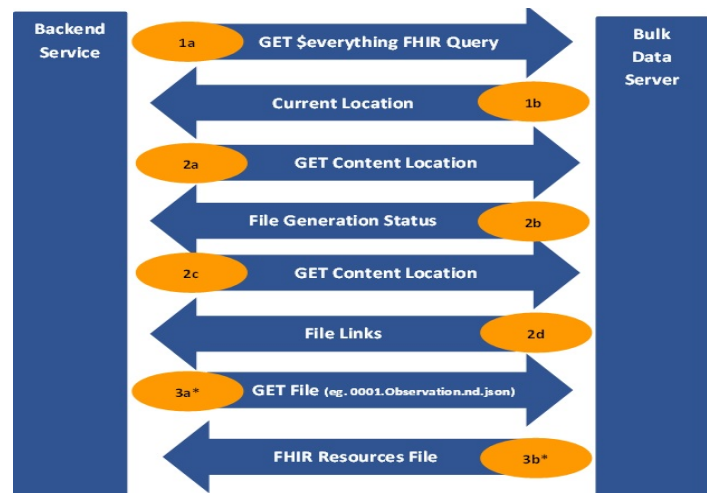 Backend
Service
Bulk
Data
Server
1a
GET $everything FHIR Query
Current Location
1b
2a
GET Content Location
File Generation Status
2b
2c
GET Content Location
File Links
2d
3a*
GET File (eg. 0001.Observation.nd.json)
FHIR Resources File
3b*